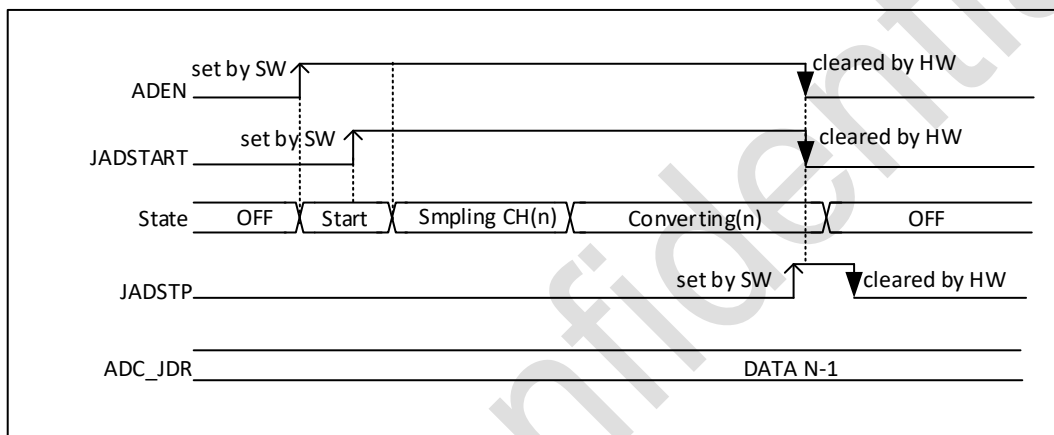 set by SW cleared by HW
ADEN
set by SW cleared by HW
JADSTART
State OFF Start Smpling CH(n) Converting(n) OFF
set by SW cleared by HW
JADSTP
ADC_JDR DATA N-1
nfidenti